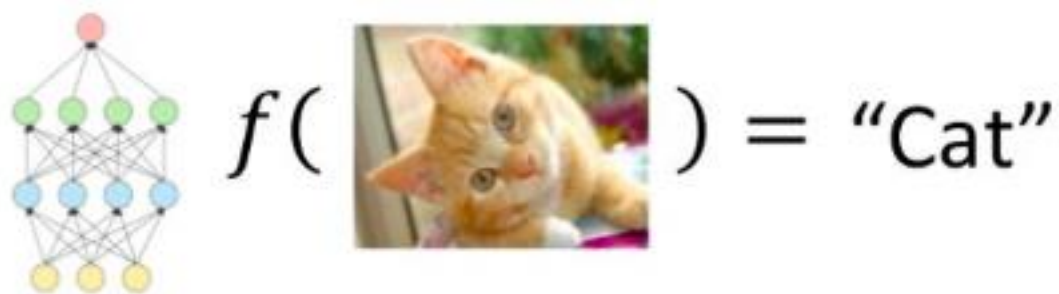 f( ) = “Cat”